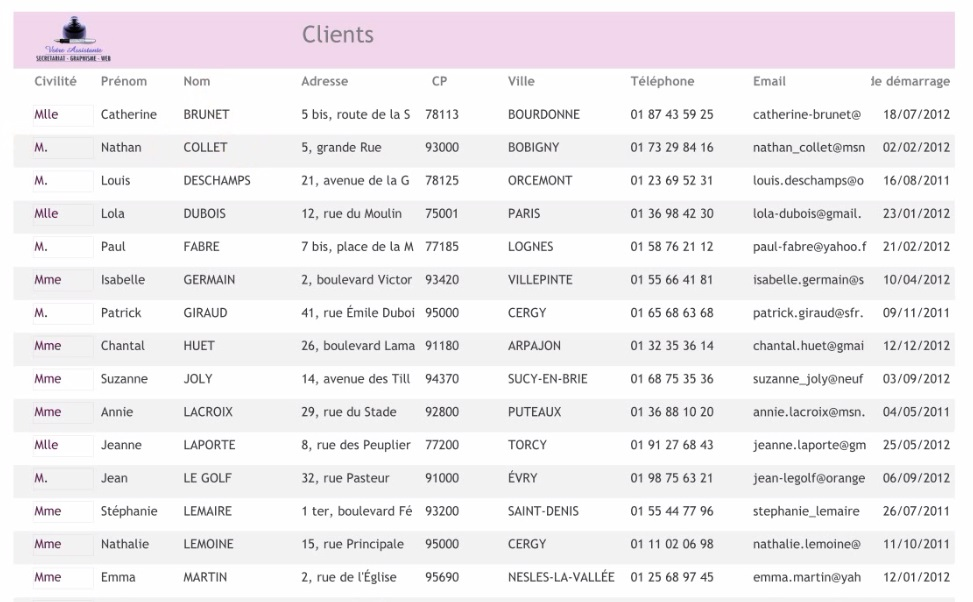 Clients
Votre Assistante
SECRÉTARIAT - GRAPHISME - WEB
Civilité Prénom Nom Adresse CP Ville Téléphone Email de démarrage
Mlle Catherine BRUNET 5 bis, route de la S 78113 BOURDONNE 01 87 43 59 25 catherine-brunet@ 18/07/2012
M. Nathan COLLET 5, grande Rue 93000 BOBIGNY 01 73 29 84 16 nathan_collet@msn 02/02/2012
M. Louis DESCHAMPS 21, avenue de la G 78125 ORCEMONT 01 23 69 52 31 louis.deschamps@o 16/08/2011
Mlle Lola DUBOIS 12, rue du Moulin 75001 PARIS 01 36 98 42 30 lola-dubois@gmail. 23/01/2012
M. Paul FABRE 7 bis, place de la M 77185 LOGNES 01 58 76 21 12 paul-fabre@yahoo.f 21/02/2012
Mme Isabelle GERMAIN 2, boulevard Victor 93420 VILLEPINTE 01 55 66 41 81 isabelle.germain@s 10/04/2012
M. Patrick GIRAUD 41, rue Émile Duboi 95000 CERGY 01 65 68 63 68 patrick.giraud@sfr. 09/11/2011
Mme Chantal HUET 26, boulevard Lama 91180 ARPAJON 01 32 35 36 14 chantal.huet@gmai 12/12/2012
Mme Suzanne JOLY 14, avenue des Till 94370 SUCY-EN-BRIE 01 68 75 35 36 suzanne_joly@neuf 03/09/2012
Mme Annie LACROIX 29, rue du Stade 92800 PUTEAUX 01 36 88 10 20 annie.lacroix@msn. 04/05/2011
Mlle Jeanne LAPORTE 8, rue des Peuplier 77200 TORCY 01 91 27 68 43 jeanne.laporte@gm 25/05/2012
M. Jean LE GOLF 32, rue Pasteur 91000 ÉVRY 01 98 75 63 21 jean-legolf@orange 06/09/2012
Mme Stéphanie LEMAIRE 1 ter, boulevard Fé 93200 SAINT-DENIS 01 55 44 77 96 stephanie_lemaire 26/07/2011
Mme Nathalie LEMOINE 15, rue Principale 95000 CERGY 01 11 02 06 98 nathalie.lemoine@ 11/10/2011
Mme Emma MARTIN 2, rue de l'Église 95690 NESLES-LA-VALLÉE 01 25 68 97 45 emma.martin@yah 12/01/2012